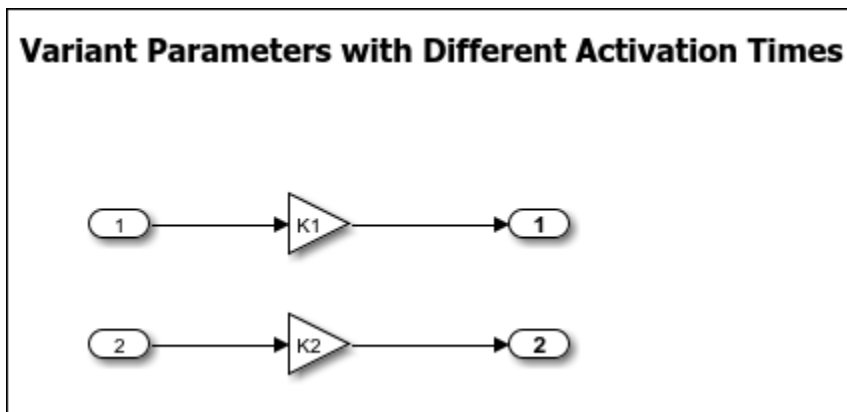 Variant Parameters with Different Activation Times
1 K1 1
2 K2 2